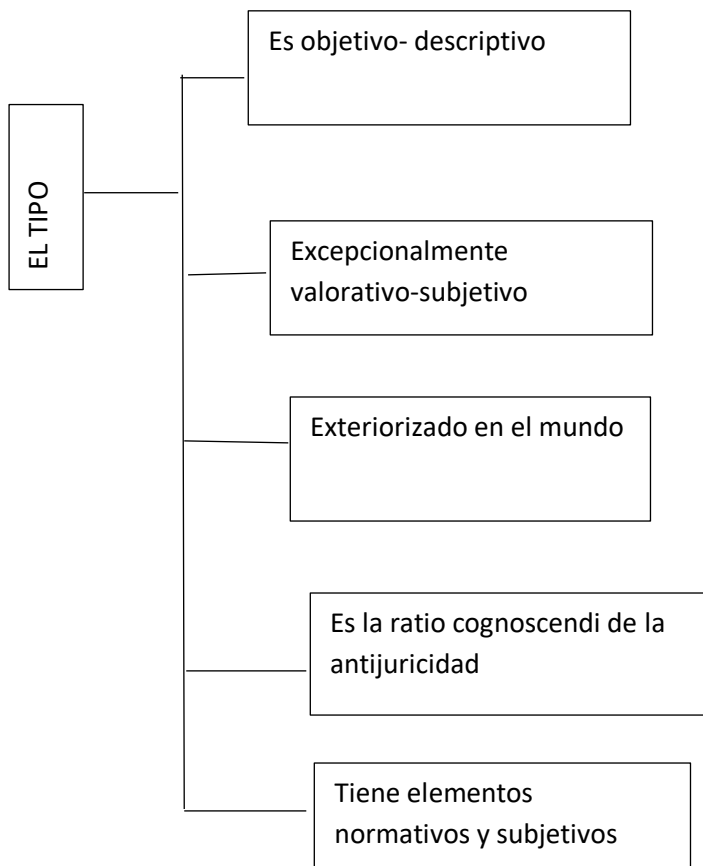 EL TIPO
Es objetivo- descriptivo
Excepcionalmente
valorativo-subjetivo
Exteriorizado en el mundo
Es la ratio cognoscendi de la
antijuricidad
Tiene elementos
normativos y subjetivos